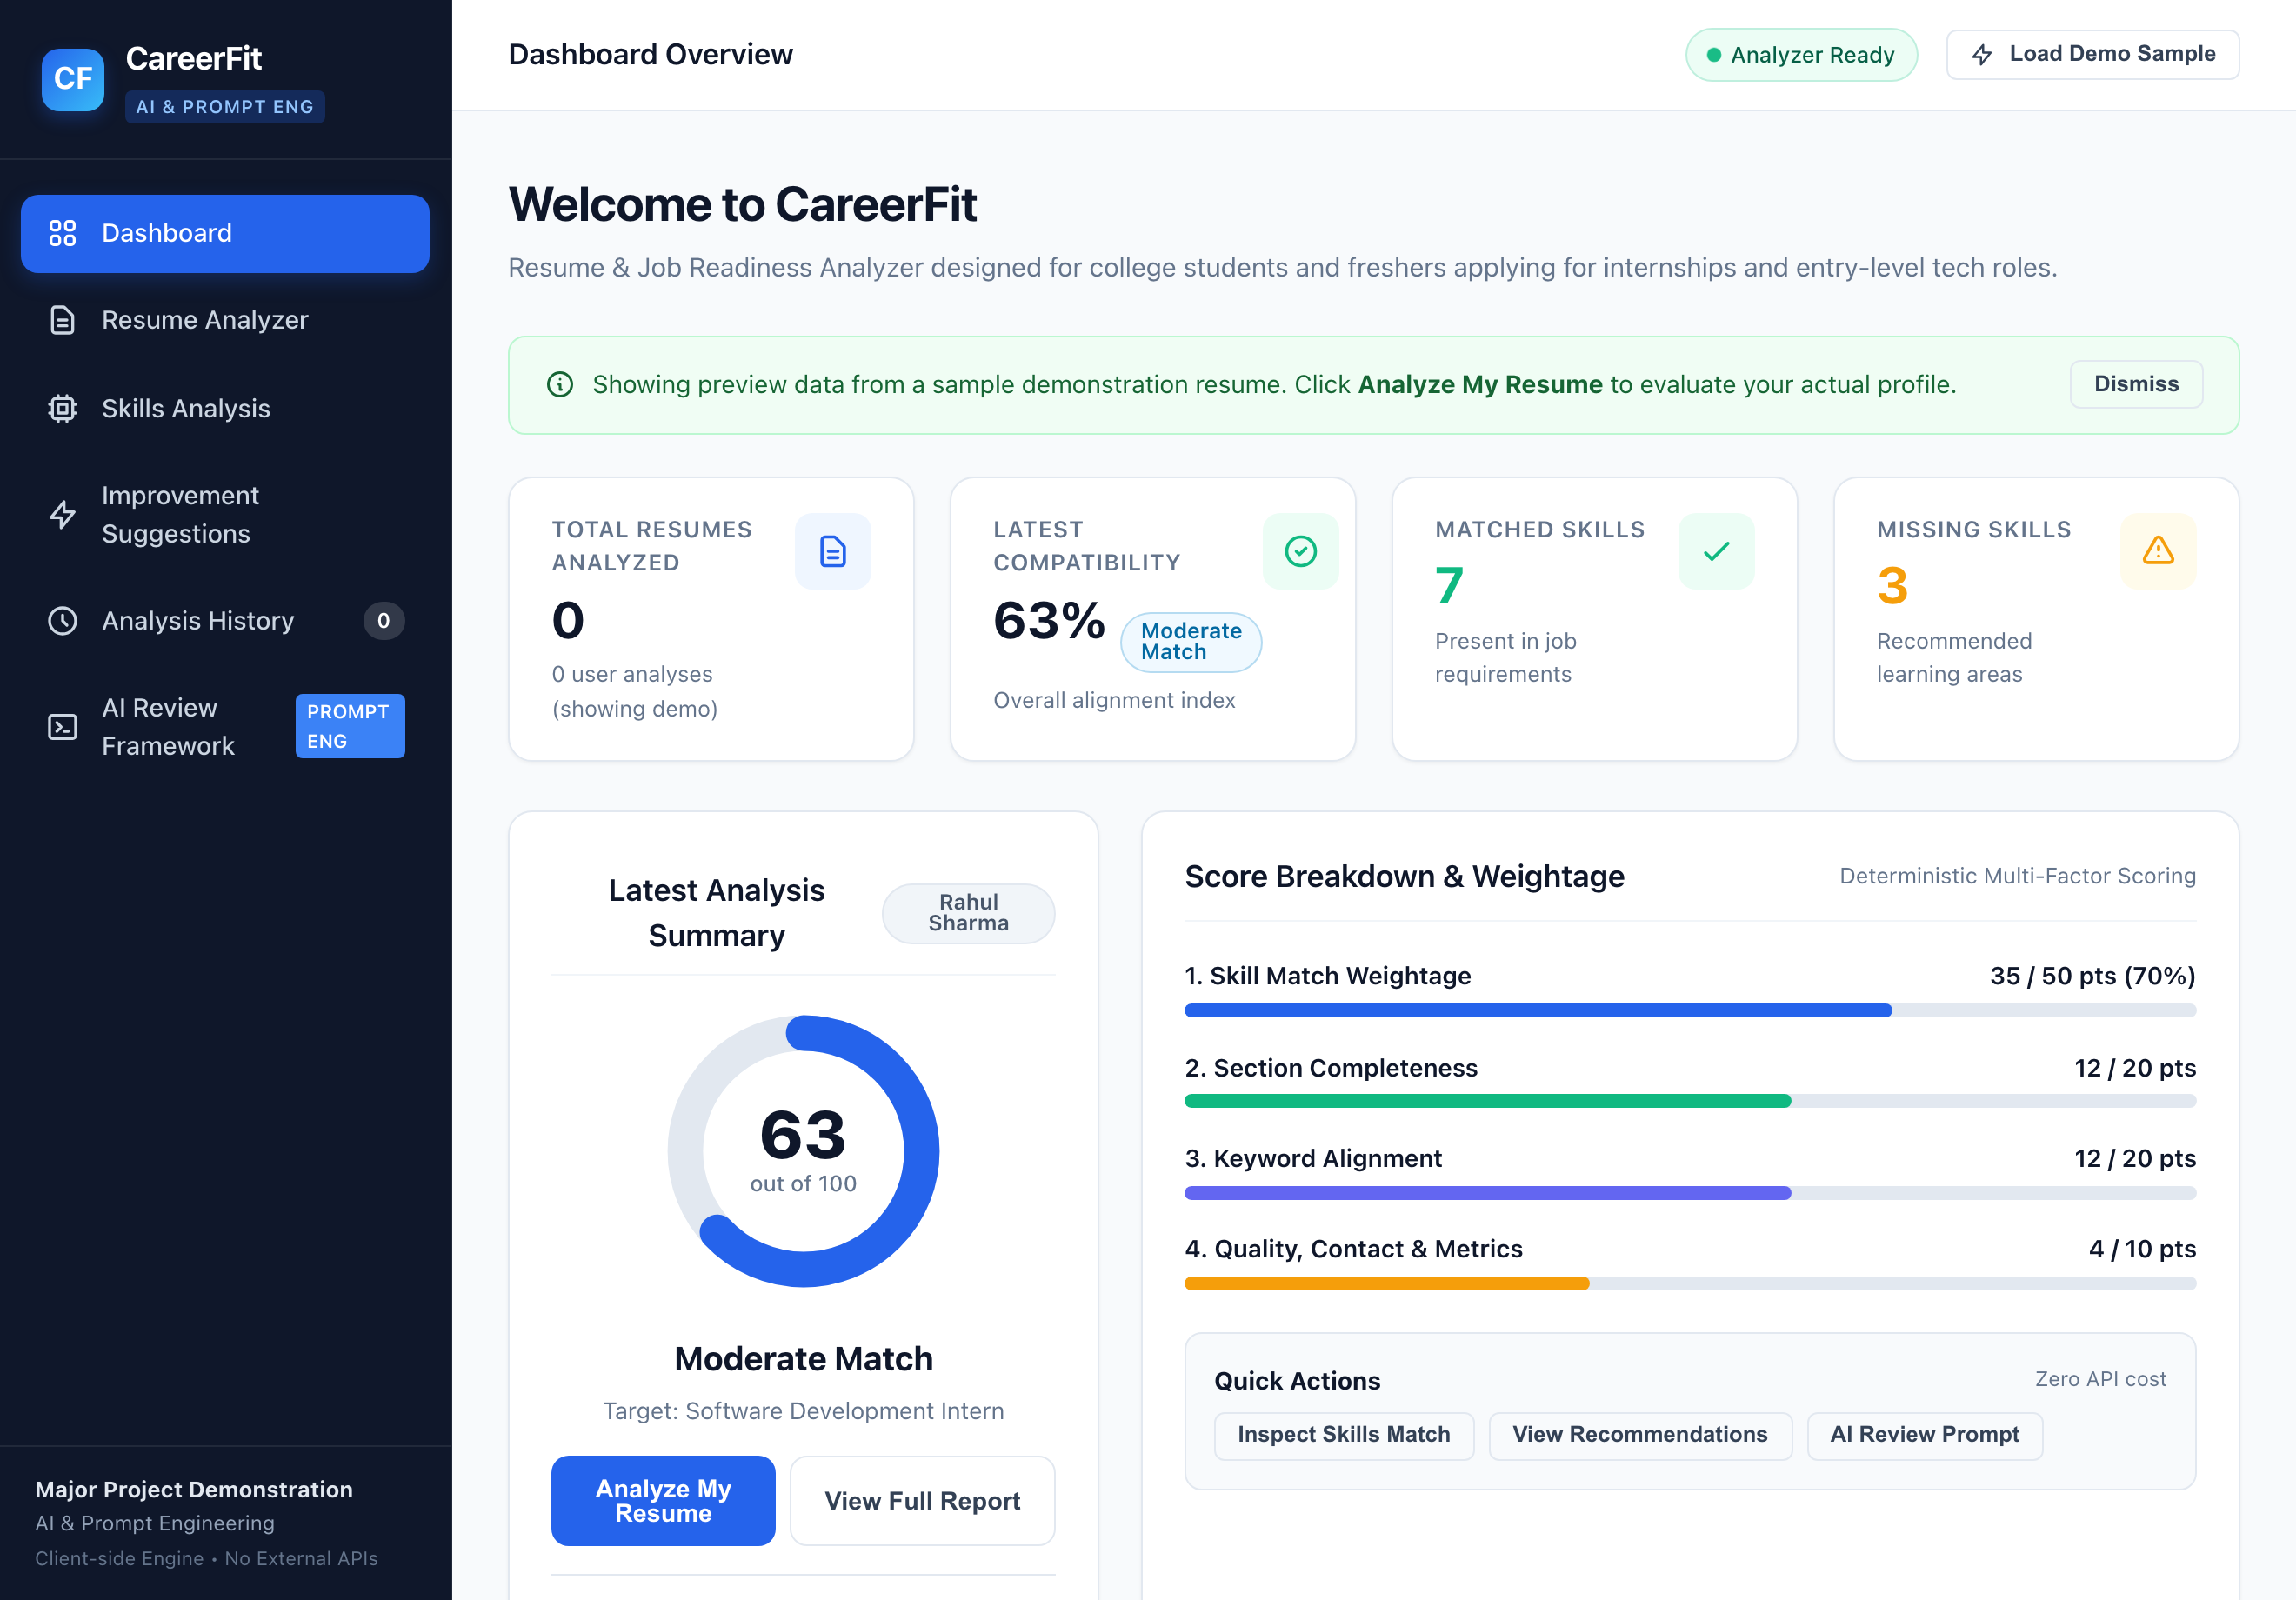 CF
CareerFit
AI & PROMPT ENG
Dashboard
Resume Analyzer
Skills Analysis
Improvement
Suggestions
Analysis History
0
AI Review
Framework
PROMPT
ENG
Major Project Demonstration
AI & Prompt Engineering
Client-side Engine • No External APIs
Dashboard Overview
Analyzer Ready
Load Demo Sample
Welcome to CareerFit
Resume & Job Readiness Analyzer designed for college students and freshers applying for internships and entry-level tech roles.
Showing preview data from a sample demonstration resume. Click Analyze My Resume to evaluate your actual profile.
Dismiss
TOTAL RESUMES
ANALYZED
0
0 user analyses
(showing demo)
LATEST
COMPATIBILITY
63%
Moderate
Match
Overall alignment index
MATCHED SKILLS
7
Present in job
requirements
MISSING SKILLS
3
Recommended
learning areas
Latest Analysis
Summary
Rahul
Sharma
63
out of 100
Moderate Match
Target: Software Development Intern
Analyze My
Resume
View Full Report
Score Breakdown & Weightage
Deterministic Multi-Factor Scoring
1. Skill Match Weightage
35 / 50 pts (70%)
2. Section Completeness
12 / 20 pts
3. Keyword Alignment
12 / 20 pts
4. Quality, Contact & Metrics
4 / 10 pts
Quick Actions
Zero API cost
Inspect Skills Match
View Recommendations
AI Review Prompt